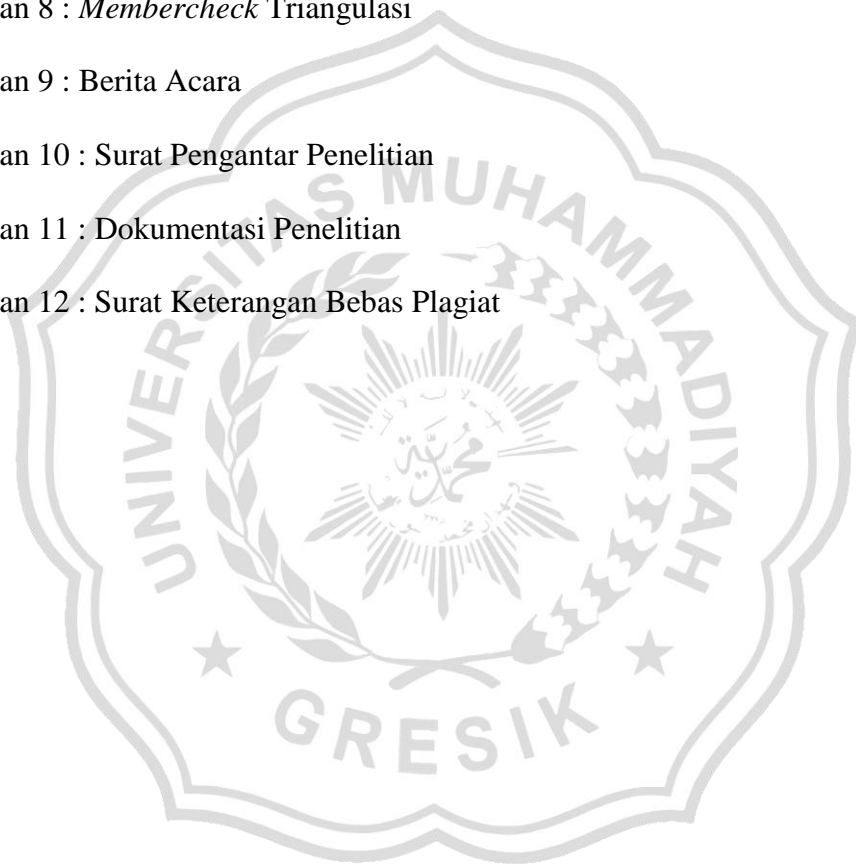 an 8 : Membercheck Triangulasi
an 9 : Berita Acara
an 10 : Surat Pengantar Penelitian
an 11 : Dokumentasi Penelitian
an 12 : Surat Keterangan Bebas Plagiat
UNIVERSITAS MUHAMMADIYAH
محمد
GRESIK